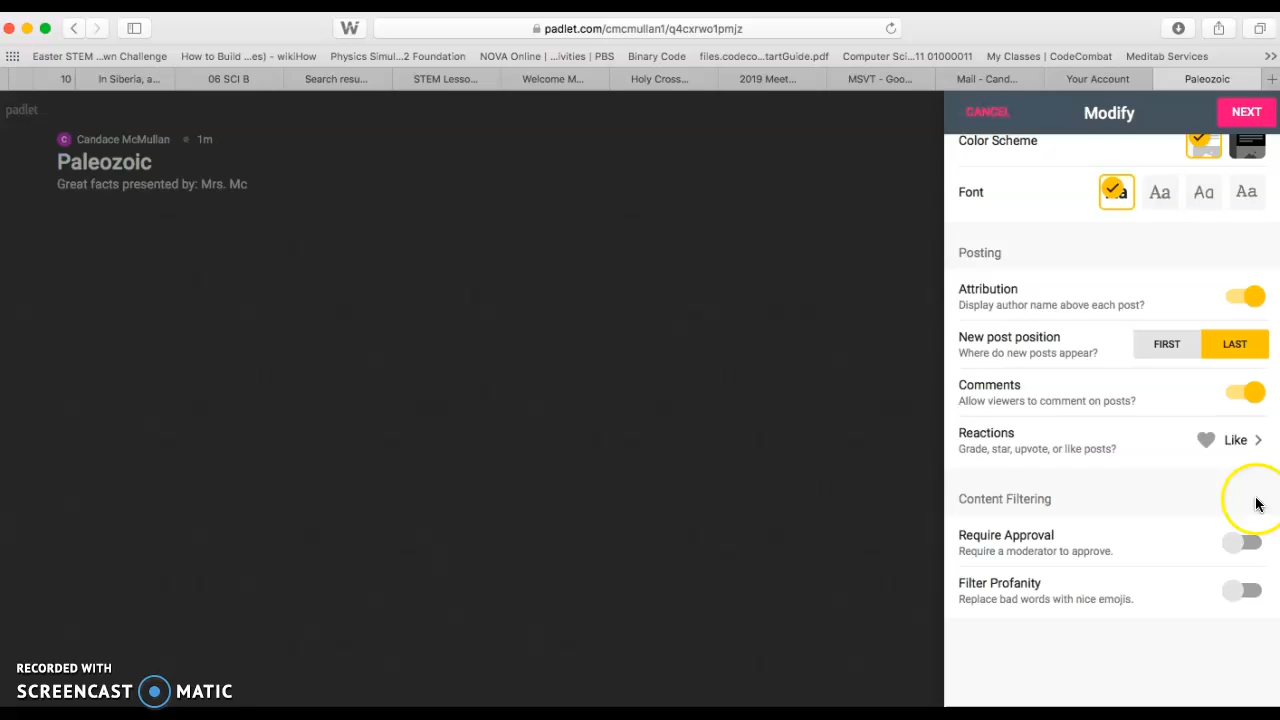 W
padlet.com/cmcmullan1/q4cxrwo1pmjz
Easter STEM ...wn Challenge How to Build ...es) - wikiHow Physics Simul...2 Foundation NOVA Online | ...ivities | PBS Binary Code files.codeco...tartGuide.pdf Computer Sci...11 01000011 My Classes | CodeCombat Meditab Services
10 In Siberia, a... 06 SCI B Search resu... STEM Lesso... Welcome M... Holy Cross... 2019 Meet... MSVT - Goo... Mail - Cand... Your Account Paleozoic
padlet
C Candace McMullan 1m
Paleozoic
Great facts presented by: Mrs. Mc
CANCEL Modify NEXT
Color Scheme
Font Aa Aa Aa
Posting
Attribution
Display author name above each post?
New post position
Where do new posts appear?
FIRST LAST
Comments
Allow viewers to comment on posts?
Reactions
Grade, star, upvote, or like posts?
Like
Content Filtering
Require Approval
Require a moderator to approve.
Filter Profanity
Replace bad words with nice emojis.
RECORDED WITH
SCREENCAST MATIC